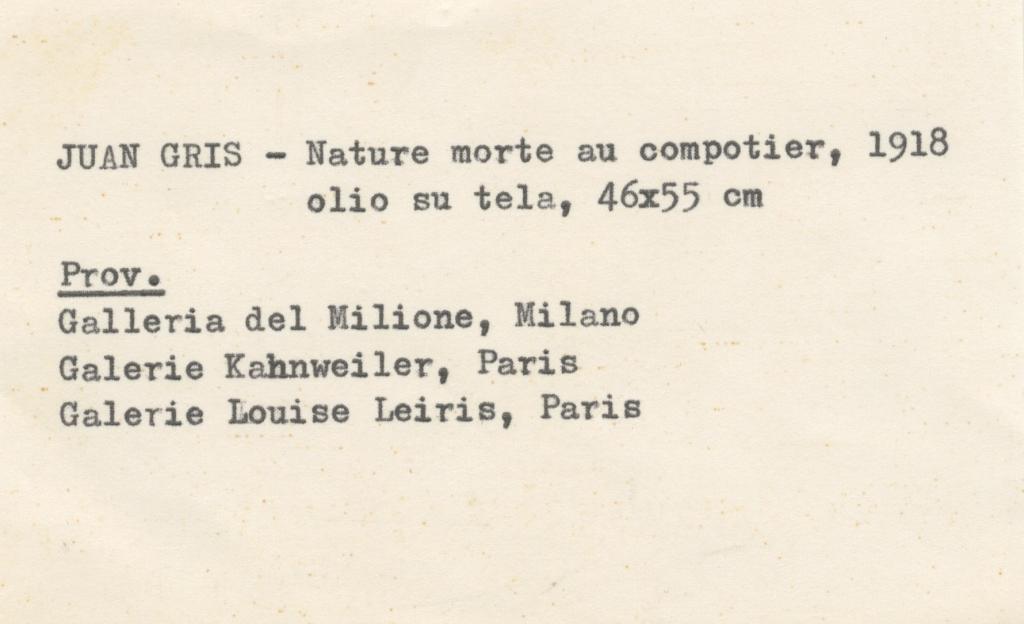 JUAN GRIS - Nature morte au compotier, 1918
olio su tela, 46x55 cm
Prov.
Galleria del Milione, Milano
Galerie Kahnweiler, Paris
Galerie Louise Leiris, Paris